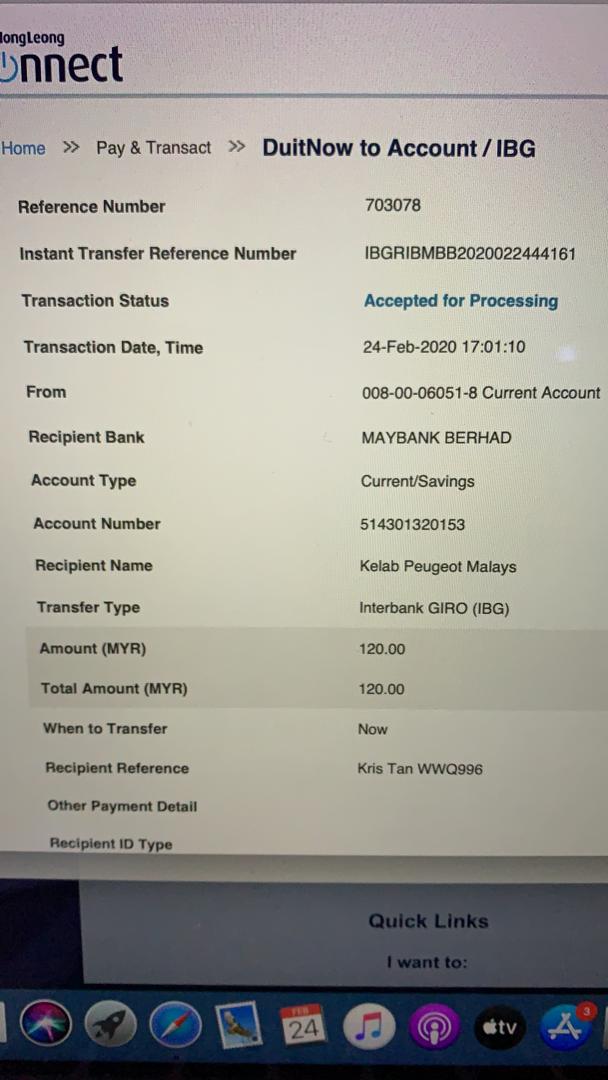 HongLeong
Connect
Home >> Pay & Transact >> DuitNow to Account / IBG
Reference Number 703078
Instant Transfer Reference Number IBGRIBMBB2020022444161
Transaction Status Accepted for Processing
Transaction Date, Time 24-Feb-2020 17:01:10
From 008-00-06051-8 Current Account
Recipient Bank MAYBANK BERHAD
Account Type Current/Savings
Account Number 514301320153
Recipient Name Kelab Peugeot Malays
Transfer Type Interbank GIRO (IBG)
Amount (MYR) 120.00
Total Amount (MYR) 120.00
When to Transfer Now
Recipient Reference Kris Tan WWQ996
Other Payment Detail
Recipient ID Type
Quick Links
I want to:
FEB
24
tv
3